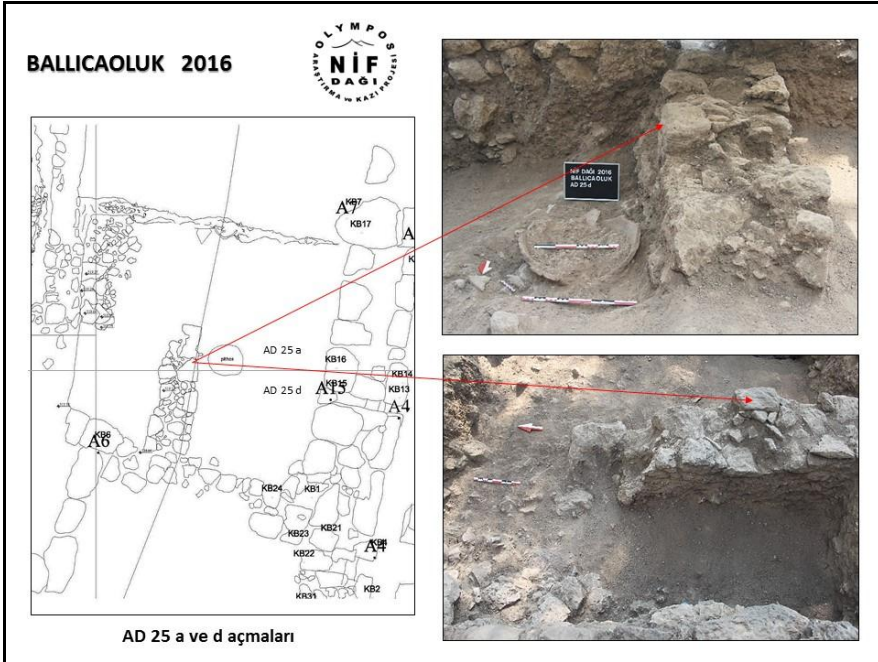 BALLICAOLUK 2016
OLYMPOS
NİF
DAĞI
ARAŞTIRMA ve KAZI PROJESİ
NİF DAĞI 2016
BALLICAOLUK
AD 25 d
KB7
A7
KB17
A
K
pithos
AD 25 a
KB16
KB14
AD 25 d
KB15
A15
KB13
A4
KB6
A6
KB24
KB1
KB21
KB23
KB4
A4
KB22
KB31
KB2
AD 25 a ve d açmaları